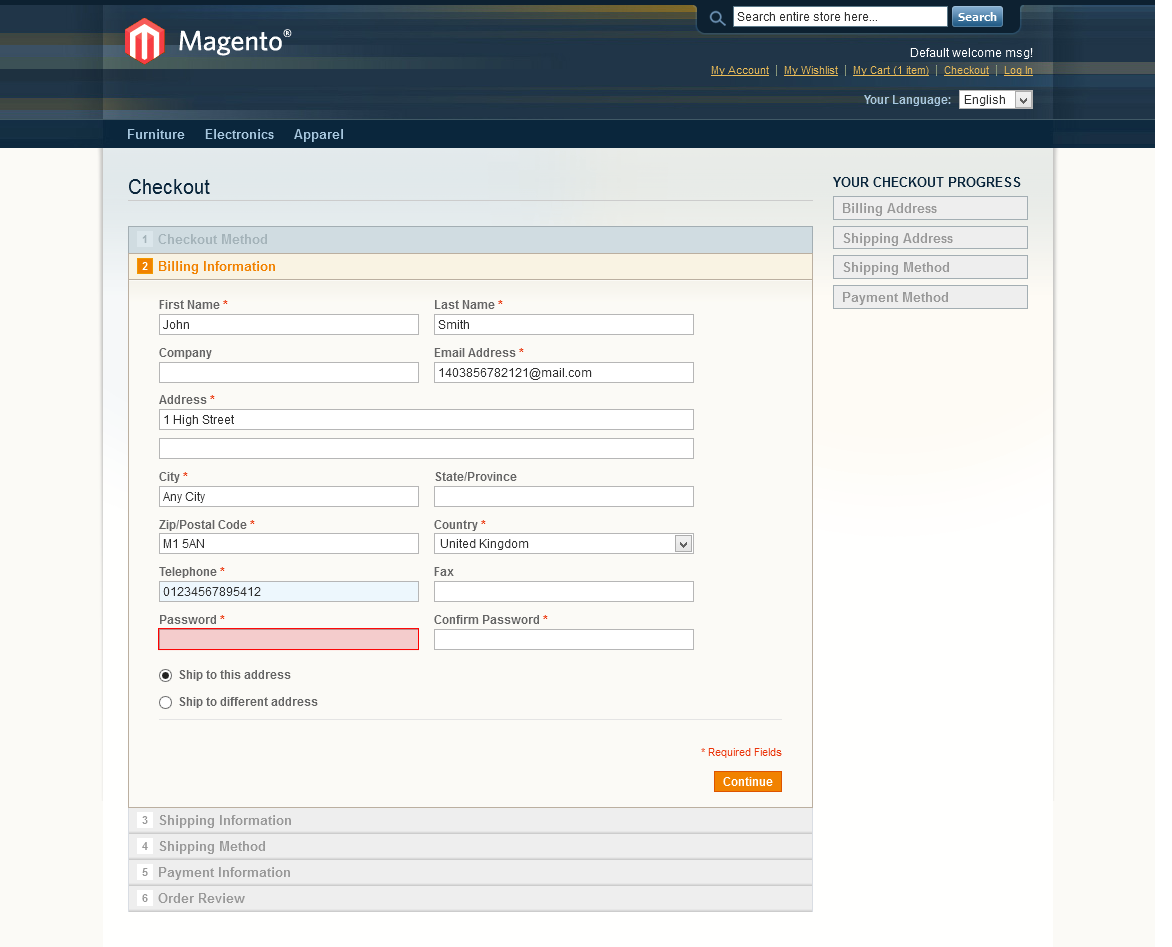 Search entire store here...
Search
Magento®
Default welcome msg!
My Account | My Wishlist | My Cart (1 item) | Checkout | Log In
Your Language: English
Furniture Electronics Apparel
Checkout
1 Checkout Method
2 Billing Information
First Name * Last Name *
John Smith
Company Email Address *
1403856782121@mail.com
Address *
1 High Street
City * State/Province
Any City
Zip/Postal Code * Country *
M1 5AN United Kingdom
Telephone * Fax
01234567895412
Password * Confirm Password *
Ship to this address
Ship to different address
* Required Fields
Continue
3 Shipping Information
4 Shipping Method
5 Payment Information
6 Order Review
YOUR CHECKOUT PROGRESS
Billing Address
Shipping Address
Shipping Method
Payment Method